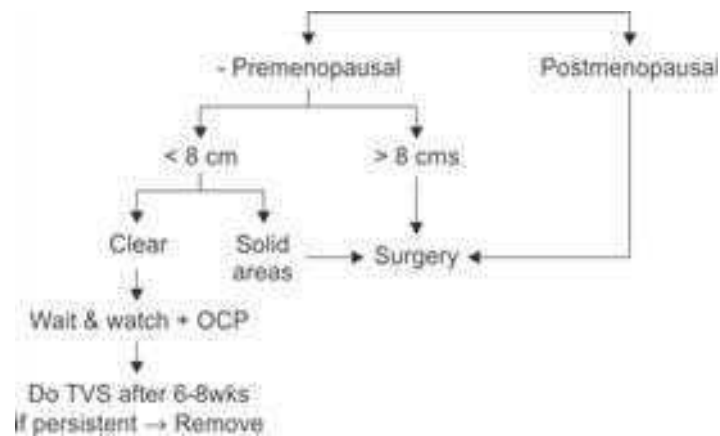 - Premenopausal
Postmenopausal
< 8 cm
> 8 cms
Clear
Solid
areas
Surgery
Wait & watch + OCP
Do TVS after 6-8wks
if persistent → Remove